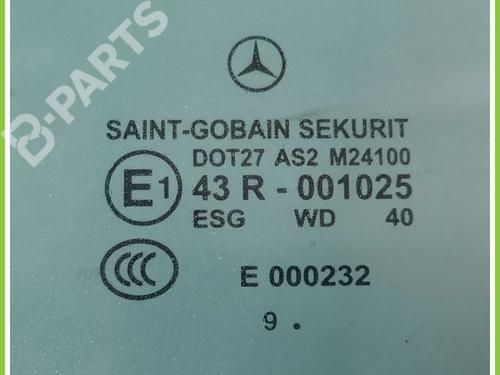 B-PARTS
SAINT-GOBAIN SEKURIT
DOT27 AS2 M24100
E1 43 R - 001025
ESG WD 40
CCC E 000232
9 .